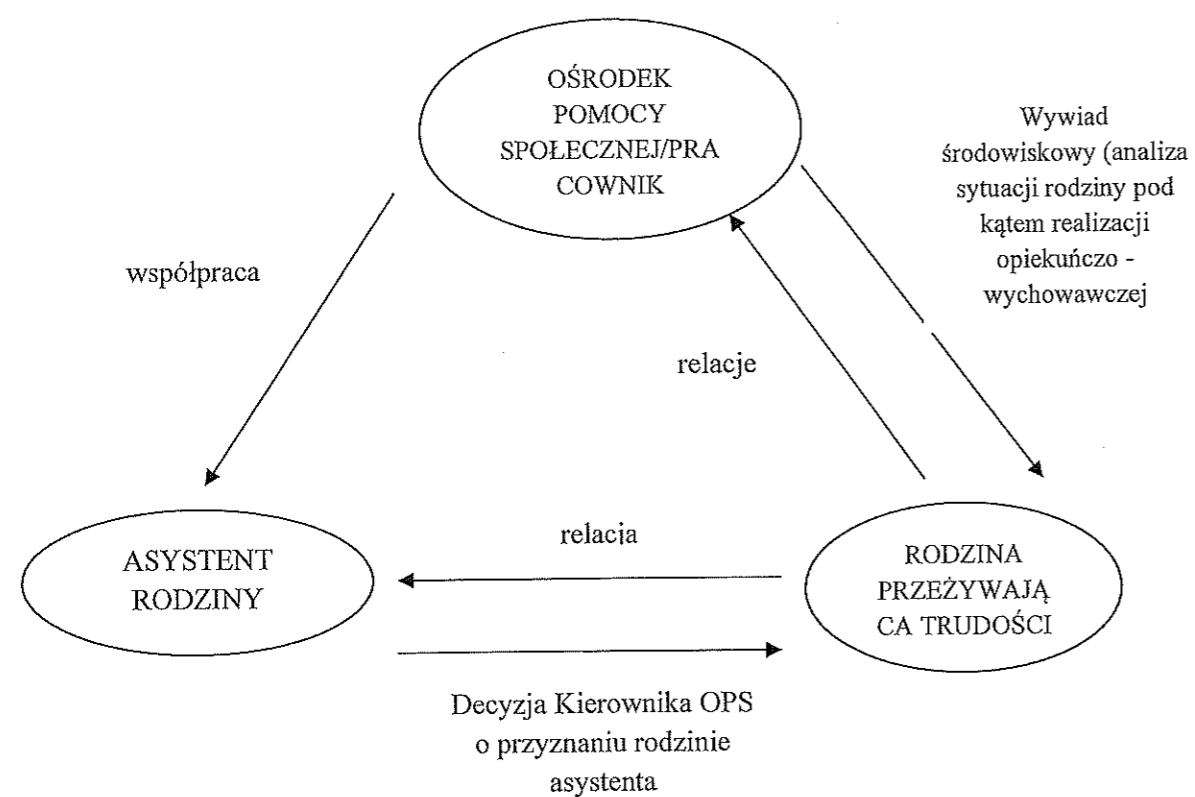 OŚRODEK
POMOCY
SPOŁECZNEJ/PRA
COWNIK
Wywiad
środowiskowy (analiza
sytuacji rodziny pod
kątem realizacji
opiekuńczo -
wychowawczej
współpraca
relacje
relacja
ASYSTENT
RODZINY
RODZINA
PRZEŻYWAJĄ
CA TRUDOŚCI
Decyzja Kierownika OPS
o przyznaniu rodzinie
asystenta